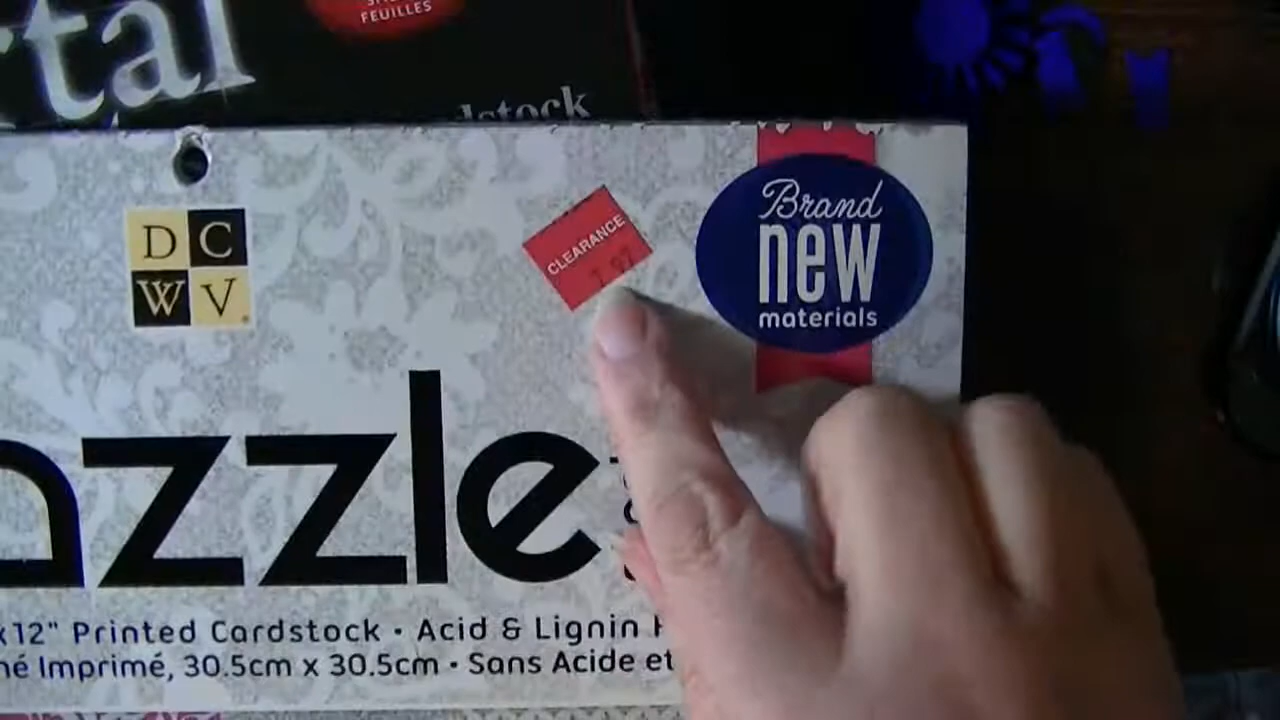 FEUILLES
rtal
dstock
D C
W V
CLEARANCE
Brand
new
materials
azzle
x12" Printed Cardstock • Acid & Lignin
né Imprimé, 30.5cm x 30.5cm • Sans Acide et